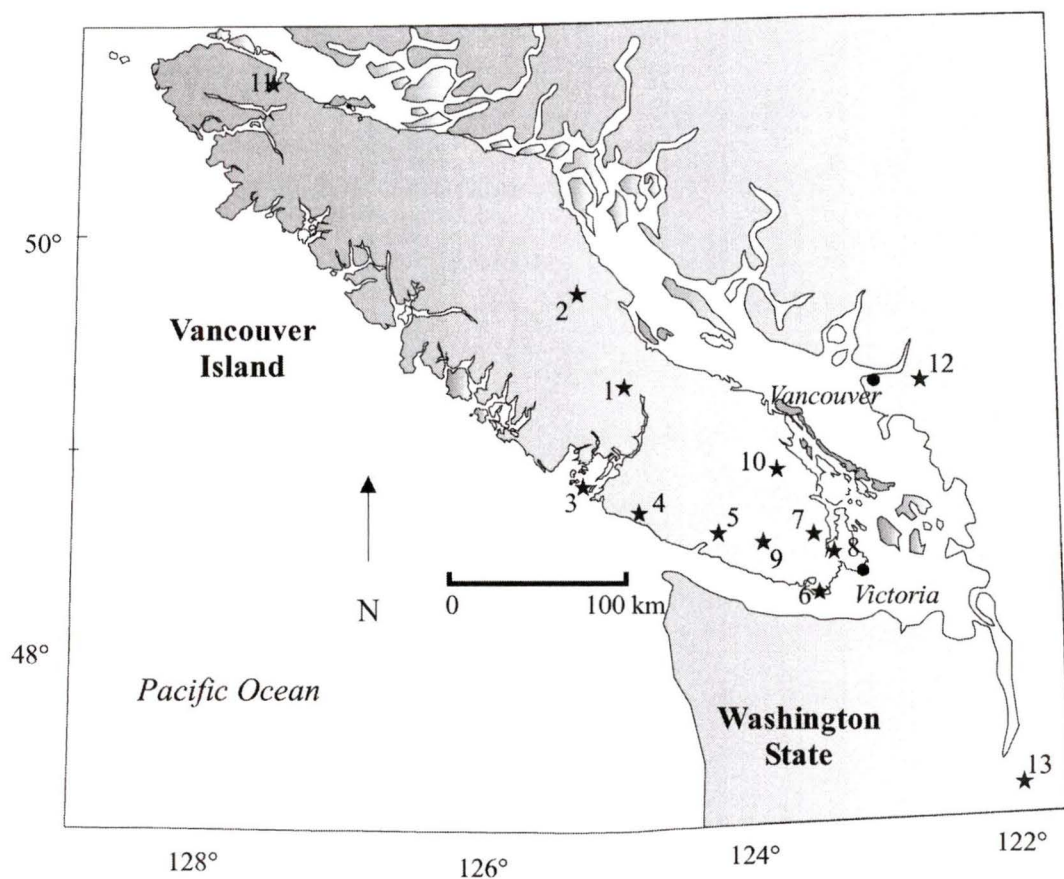 11
50°
2
Vancouver
Island
12
1
Vancouver
10
3
4
5
7
9
8
6
Victoria
0
100 km
N
48°
Pacific Ocean
Washington
State
13
128°
126°
124°
122°